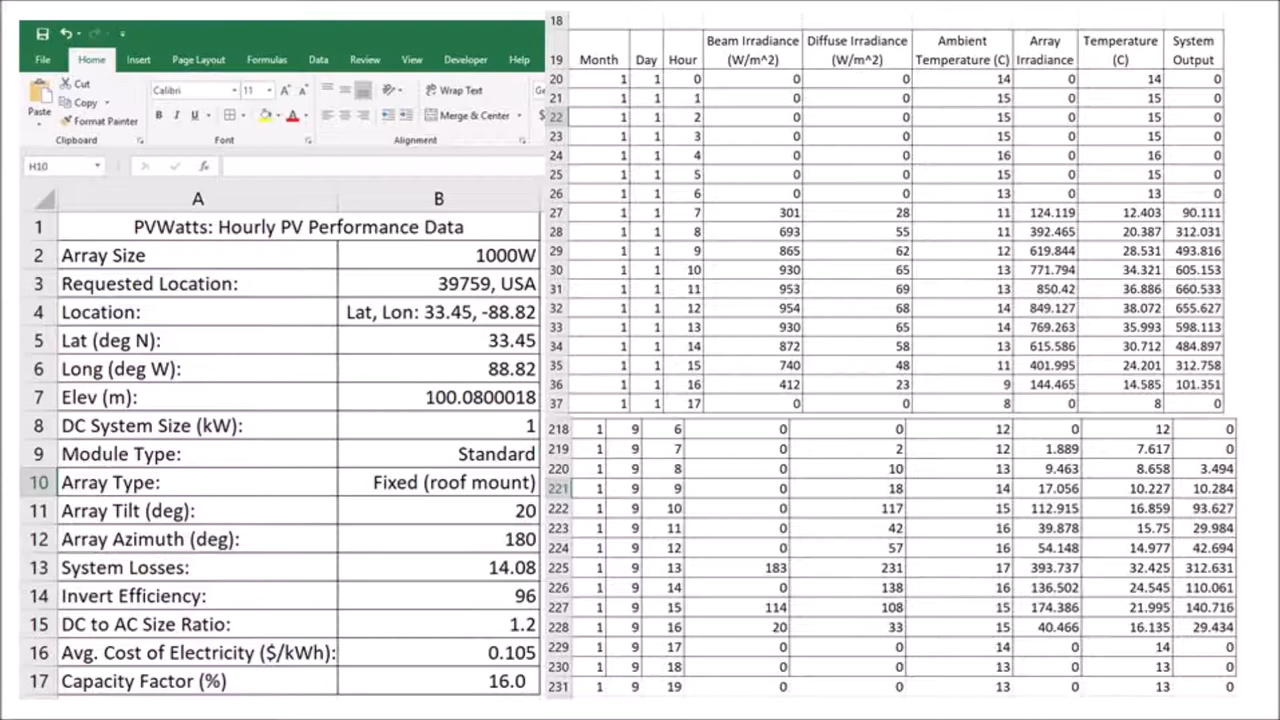 File Home Insert Page Layout Formulas Data Review View Developer Help
Paste Cut Copy Format Painter
Calibri 11 Wrap Text
B I U A Merge & Center
Clipboard Font Alignment
H10 fx
A B
1 PVWatts: Hourly PV Performance Data
2 Array Size 1000W
3 Requested Location: 39759, USA
4 Location: Lat, Lon: 33.45, -88.82
5 Lat (deg N): 33.45
6 Long (deg W): 88.82
7 Elev (m): 100.0800018
8 DC System Size (kW): 1
9 Module Type: Standard
10 Array Type: Fixed (roof mount)
11 Array Tilt (deg): 20
12 Array Azimuth (deg): 180
13 System Losses: 14.08
14 Invert Efficiency: 96
15 DC to AC Size Ratio: 1.2
16 Avg. Cost of Electricity ($/kWh): 0.105
17 Capacity Factor (%) 16.0
18
Beam Irradiance Diffuse Irradiance Ambient Array Temperature System
19 Month Day Hour (W/m^2) (W/m^2) Temperature (C) Irradiance (C) Output
20 1 1 0 0 0 14 0 14 0
21 1 1 1 0 0 15 0 15 0
22 1 1 2 0 0 15 0 15 0
23 1 1 3 0 0 15 0 15 0
24 1 1 4 0 0 16 0 16 0
25 1 1 5 0 0 15 0 15 0
26 1 1 6 0 0 13 0 13 0
27 1 1 7 301 28 11 124.119 12.403 90.111
28 1 1 8 693 55 11 392.465 20.387 312.031
29 1 1 9 865 62 12 619.844 28.531 493.816
30 1 1 10 930 65 13 771.794 34.321 605.153
31 1 1 11 953 69 13 850.42 36.886 660.533
32 1 1 12 954 68 14 849.127 38.072 655.627
33 1 1 13 930 65 14 769.263 35.993 598.113
34 1 1 14 872 58 13 615.586 30.712 484.897
35 1 1 15 740 48 11 401.995 24.201 312.758
36 1 1 16 412 23 9 144.465 14.585 101.351
37 1 1 17 0 0 8 0 8 0
218 1 9 6 0 0 12 0 12 0
219 1 9 7 0 2 12 1.889 7.617 0
220 1 9 8 0 10 13 9.463 8.658 3.494
221 1 9 9 0 18 14 17.056 10.227 10.284
222 1 9 10 0 117 15 112.915 16.859 93.627
223 1 9 11 0 42 16 39.878 15.75 29.984
224 1 9 12 0 57 16 54.148 14.977 42.694
225 1 9 13 183 231 17 393.737 32.425 312.631
226 1 9 14 0 138 16 136.502 24.545 110.061
227 1 9 15 114 108 15 174.386 21.995 140.716
228 1 9 16 20 33 15 40.466 16.135 29.434
229 1 9 17 0 0 14 0 14 0
230 1 9 18 0 0 13 0 13 0
231 1 9 19 0 0 13 0 13 0